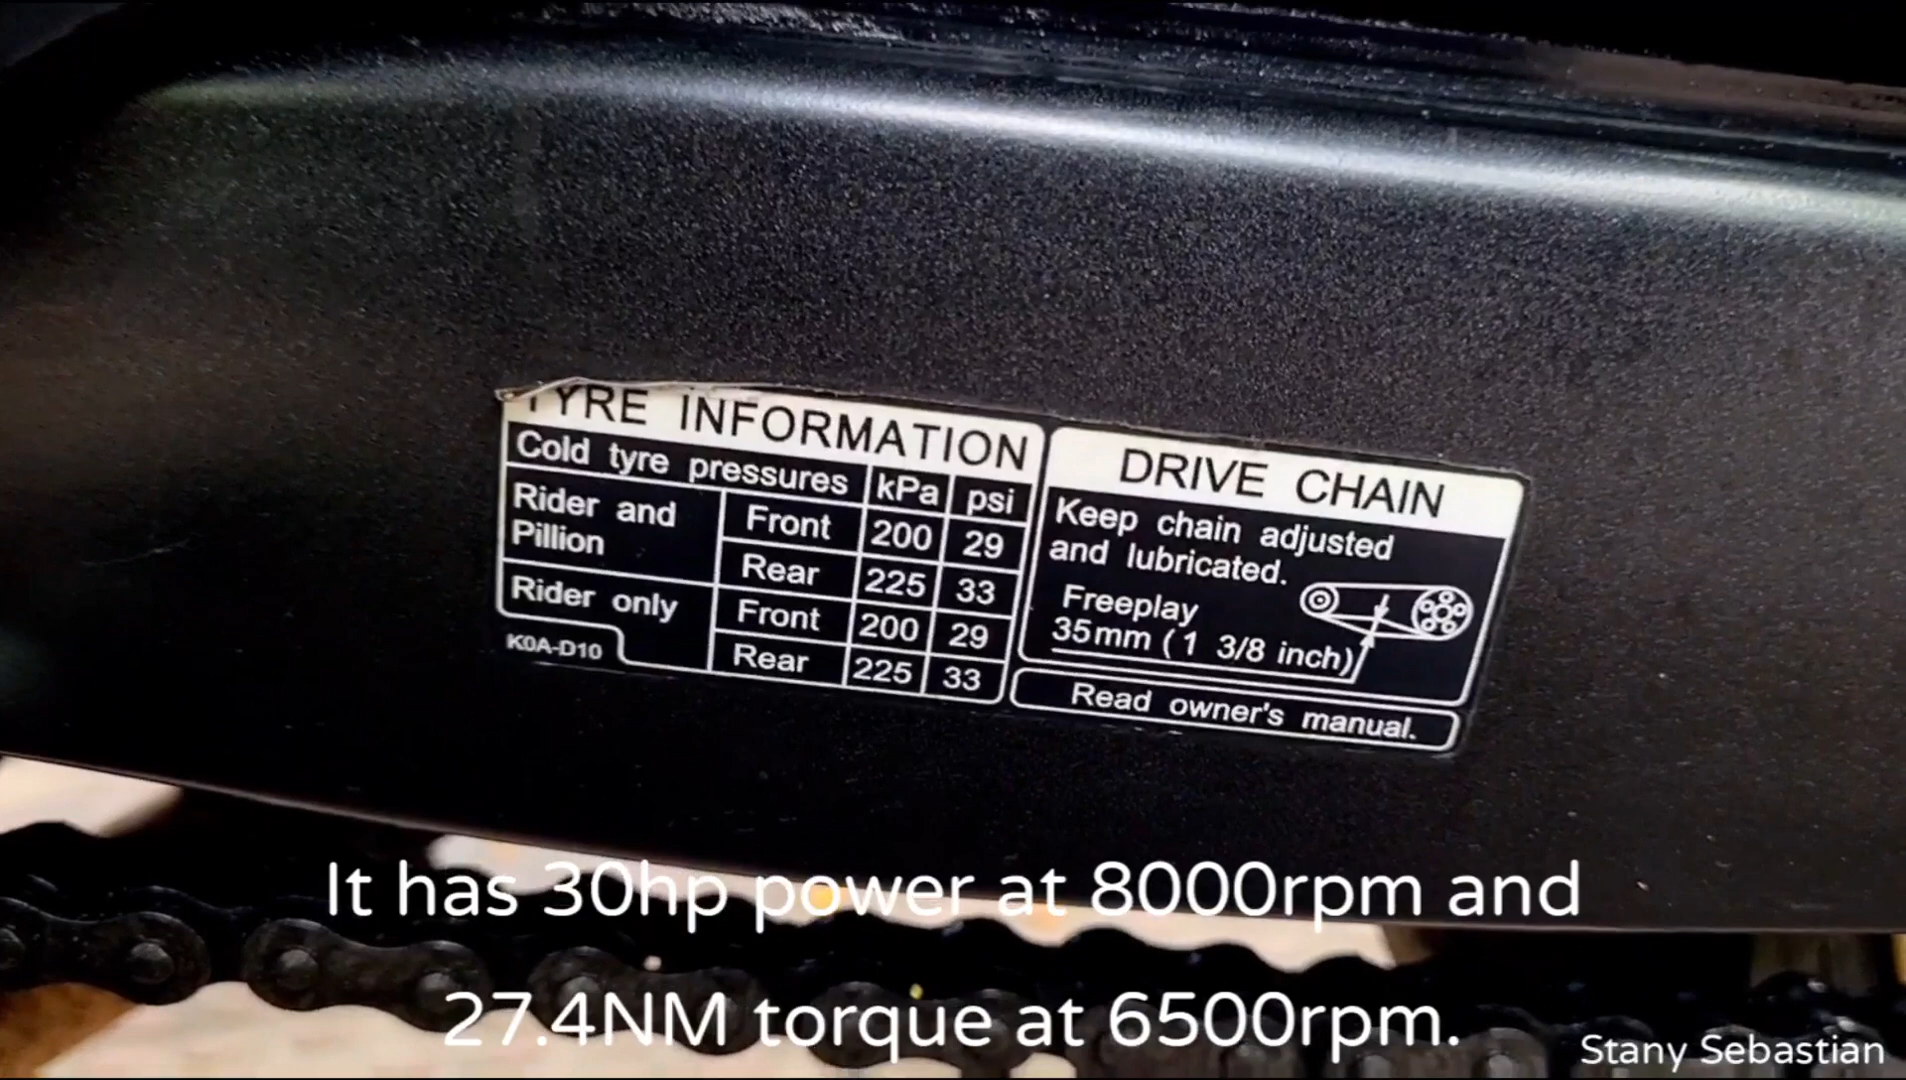 TYRE INFORMATION
Cold tyre pressures kPa psi
Rider and Pillion Front 200 29
Rear 225 33
Rider only Front 200 29
Rear 225 33
K0A-D10
DRIVE CHAIN
Keep chain adjusted
and lubricated.
Freeplay
35mm (1 3/8 inch)
Read owner's manual.
It has 30hp power at 8000rpm and
27.4NM torque at 6500rpm.
Stany Sebastian